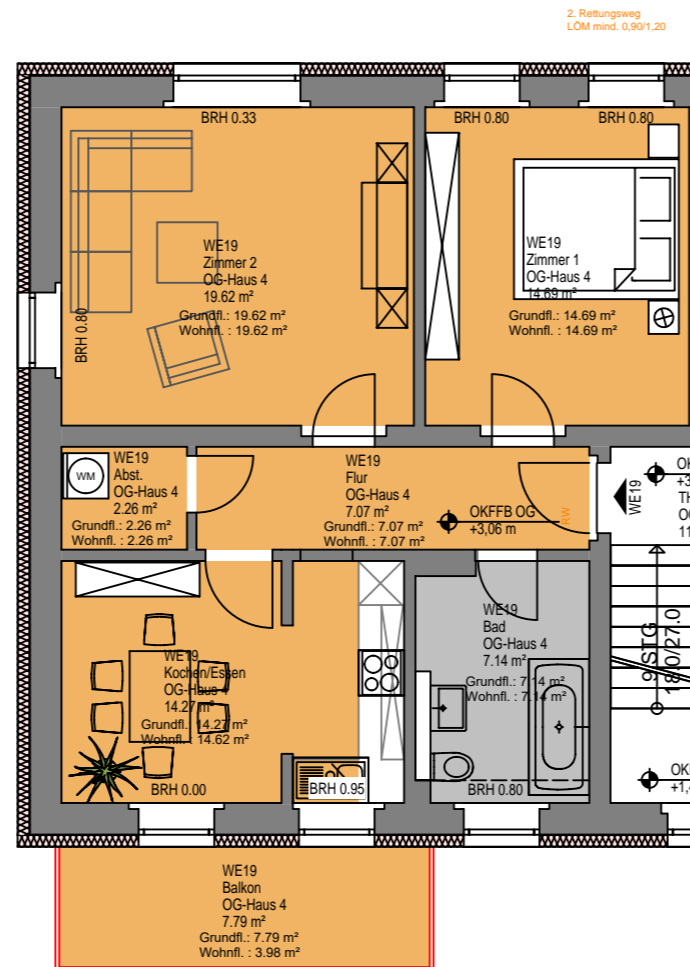 2. Rettungsweg
LÖM mind. 0,90/1,20
BRH 0.33
BRH 0.80
BRH 0.80
WE19
Zimmer 2
OG-Haus 4
19.62 m²
Grundfl.: 19.62 m²
Wohnfl. : 19.62 m²
WE19
Zimmer 1
OG-Haus 4
14.69 m²
Grundfl.: 14.69 m²
Wohnfl. : 14.69 m²
BRH 0.80
WM
WE19
Abst.
OG-Haus 4
2.26 m²
Grundfl.: 2.26 m²
Wohnfl. : 2.26 m²
WE19
Flur
OG-Haus 4
7.07 m²
Grundfl.: 7.07 m²
Wohnfl. : 7.07 m²
OKFFB OG
+3,06 m
RW
WE19
WE19
Kochen/Essen
OG-Haus 4
14.27 m²
Grundfl.: 14.27 m²
Wohnfl. : 14.62 m²
BRH 0.00
BRH 0.95
WE19
Bad
OG-Haus 4
7.14 m²
Grundfl.: 7.14 m²
Wohnfl. : 7.14 m²
BRH 0.80
9 STG
18.0/27.0
WE19
Balkon
OG-Haus 4
7.79 m²
Grundfl.: 7.79 m²
Wohnfl. : 3.98 m²